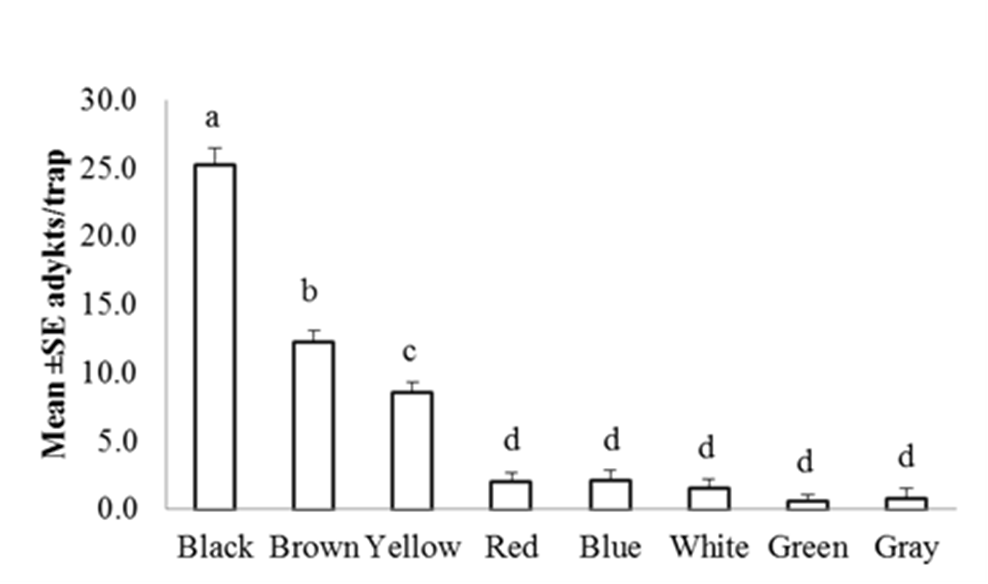 30.0
a
25.0
20.0
15.0
b
10.0
c
5.0
d d d d d
0.0
Mean ±SE adykts/trap
Black Brown Yellow Red Blue White Green Gray